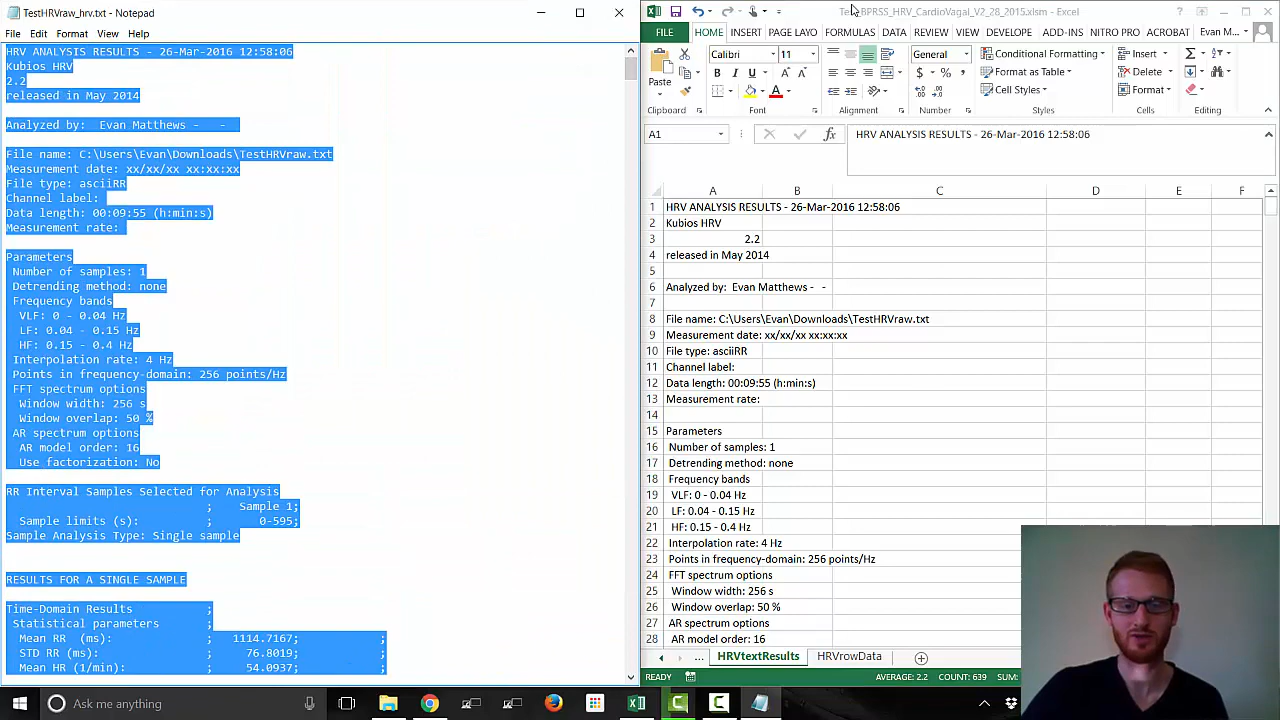 TestHRVraw_hrv.txt - Notepad
File Edit Format View Help
HRV ANALYSIS RESULTS - 26-Mar-2016 12:58:06
Kubios HRV
2.2
released in May 2014
Analyzed by:  Evan Matthews -   -
File name: C:\Users\Evan\Downloads\TestHRVraw.txt
Measurement date: xx/xx/xx xx:xx:xx
File type: asciiRR
Channel label:
Data length: 00:09:55 (h:min:s)
Measurement rate:
Parameters
Number of samples: 1
Detrending method: none
Frequency bands
VLF: 0 - 0.04 Hz
LF: 0.04 - 0.15 Hz
HF: 0.15 - 0.4 Hz
Interpolation rate: 4 Hz
Points in frequency-domain: 256 points/Hz
FFT spectrum options
Window width: 256 s
Window overlap: 50 %
AR spectrum options
AR model order: 16
Use factorization: No
RR Interval Samples Selected for Analysis
; Sample 1;
Sample limits (s): ; 0-595;
Sample Analysis Type: Single sample
RESULTS FOR A SINGLE SAMPLE
Time-Domain Results ;
Statistical parameters ;
Mean RR  (ms): ; 1114.7167; ;
STD RR (ms): ; 76.8019; ;
Mean HR (1/min): ; 54.0937; ;
BPRSS_HRV_CardioVagal_V2_28_2015.xlsm - Excel
FILE HOME INSERT PAGE LAYO FORMULAS DATA REVIEW VIEW DEVELOPE NITRO PRO ACROBAT Evan M...
Paste
Calibri 11
B I U
General
$ % ,
Conditional Formatting
Format as Table
Cell Styles
Insert
Delete
Format
Clipboard Font Alignment Number Styles Cells Editing
A1 fx HRV ANALYSIS RESULTS - 26-Mar-2016 12:58:06
A B C D E F
1 HRV ANALYSIS RESULTS - 26-Mar-2016 12:58:06
2 Kubios HRV
3 2.2
4 released in May 2014
5
6 Analyzed by:  Evan Matthews -   -
7
8 File name: C:\Users\Evan\Downloads\TestHRVraw.txt
9 Measurement date: xx/xx/xx xx:xx:xx
10 File type: asciiRR
11 Channel label:
12 Data length: 00:09:55 (h:min:s)
13 Measurement rate:
14
15 Parameters
16 Number of samples: 1
17 Detrending method: none
18 Frequency bands
19 VLF: 0 - 0.04 Hz
20 LF: 0.04 - 0.15 Hz
21 HF: 0.15 - 0.4 Hz
22 Interpolation rate: 4 Hz
23 Points in frequency-domain: 256 points/Hz
24 FFT spectrum options
25 Window width: 256 s
26 Window overlap: 50 %
27 AR spectrum options
28 AR model order: 16
... HRVtextResults HRVrowData
READY AVERAGE: 2.2 COUNT: 639 SUM:
Ask me anything